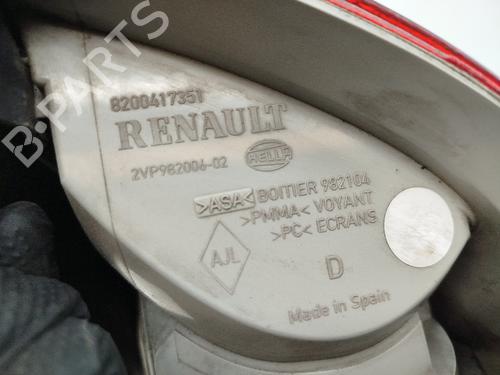 B-PARTS
8200417351
RENAULT
2VP982006-02 HELLA
>ASA< BOITIER 982104
>PMMA< VOYANT
>PC< ECRANS
AJL
D
Made in Spain